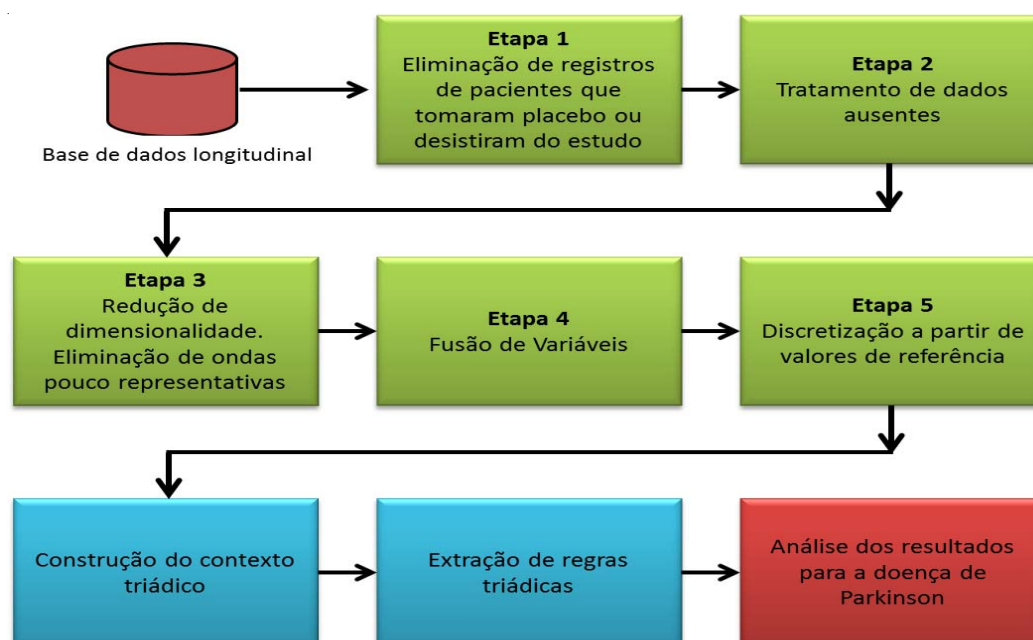 Base de dados longitudinal
Etapa 1
Eliminação de registros
de pacientes que
tomaram placebo ou
desistiram do estudo
Etapa 2
Tratamento de dados
ausentes
Etapa 3
Redução de
dimensionalidade.
Eliminação de ondas
pouco representativas
Etapa 4
Fusão de Variáveis
Etapa 5
Discretização a partir de
valores de referência
Construção do contexto
triádico
Extração de regras
triádicas
Análise dos resultados
para a doença de
Parkinson